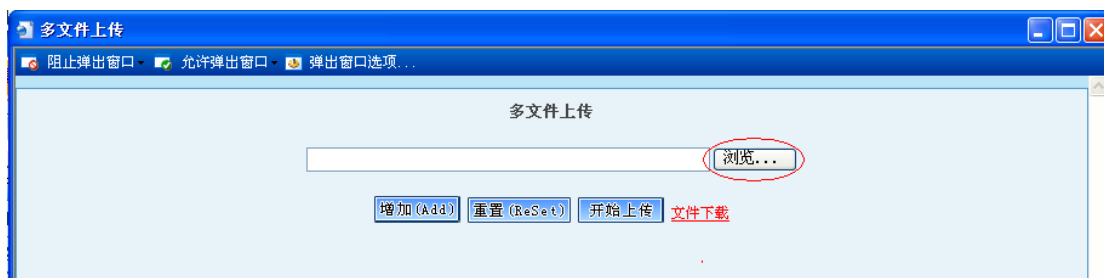 多文件上传
阻止弹出窗口 允许弹出窗口 弹出窗口选项...
多文件上传
浏览...
增加(Add) 重置(ReSet) 开始上传 文件下载